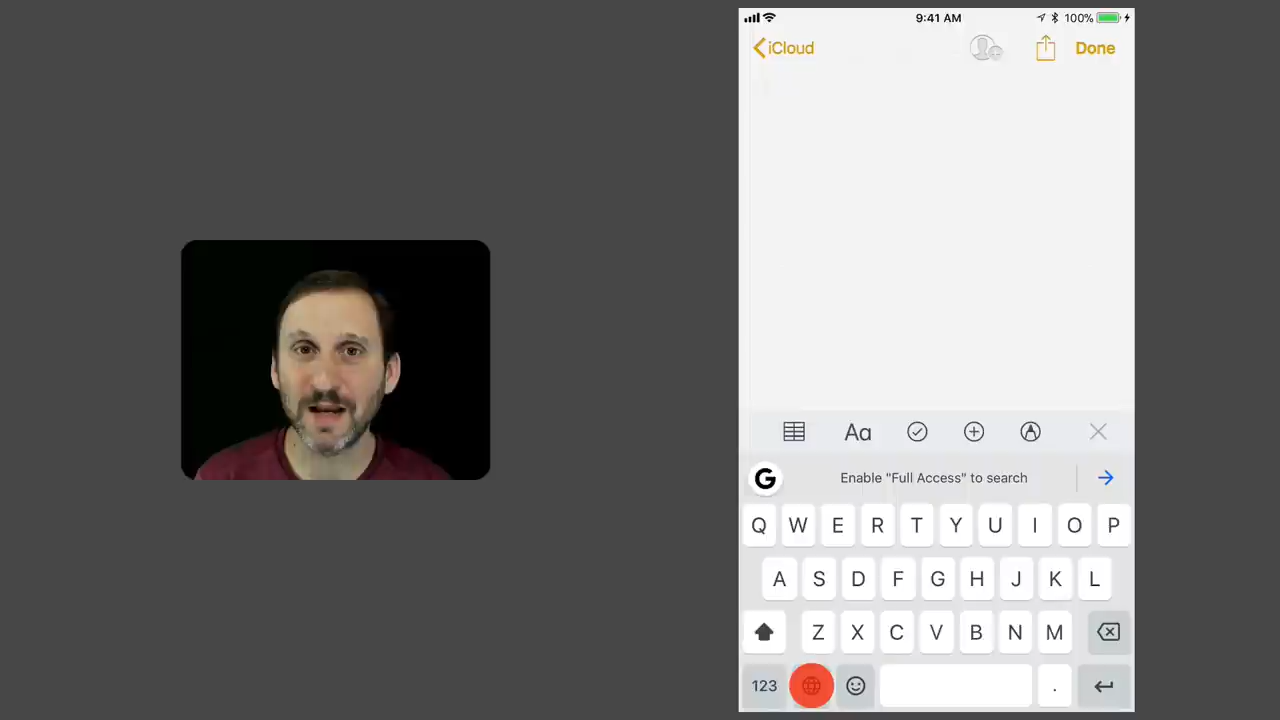 9:41 AM 100%
iCloud Done
Aa
G Enable "Full Access" to search
Q W E R T Y U I O P
A S D F G H J K L
Z X C V B N M
123 .